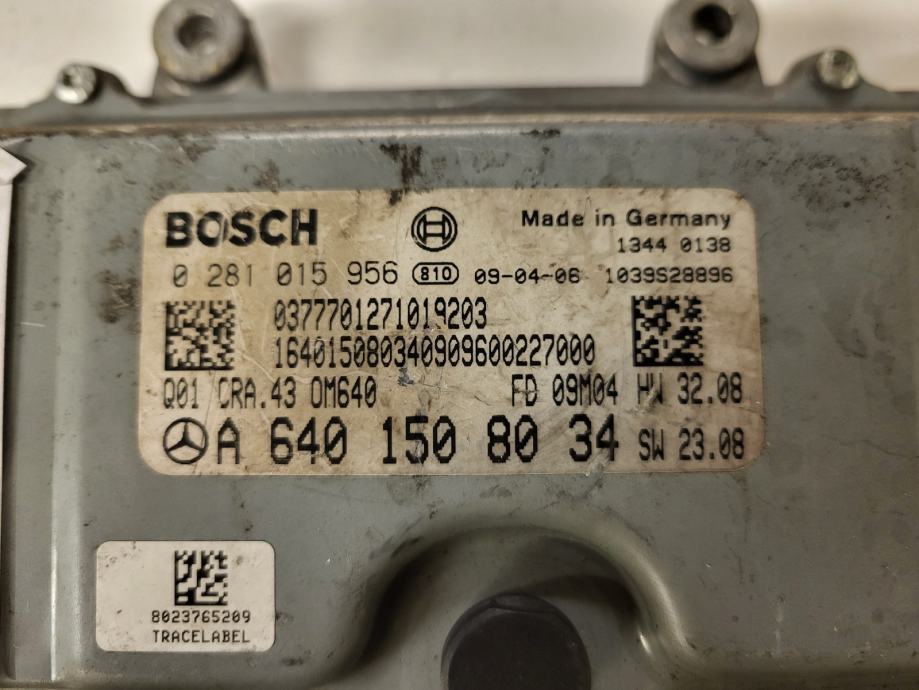 BOSCH Made in Germany
1344 0138
0 281 015 956 810 09-04-06 1039S28896
0377701271019203
164015080340909600227000
Q01 CRA.43 OM640 FD 09M04 HW 32.08
A 640 150 80 34 SW 23.08
8023765209
TRACELABEL